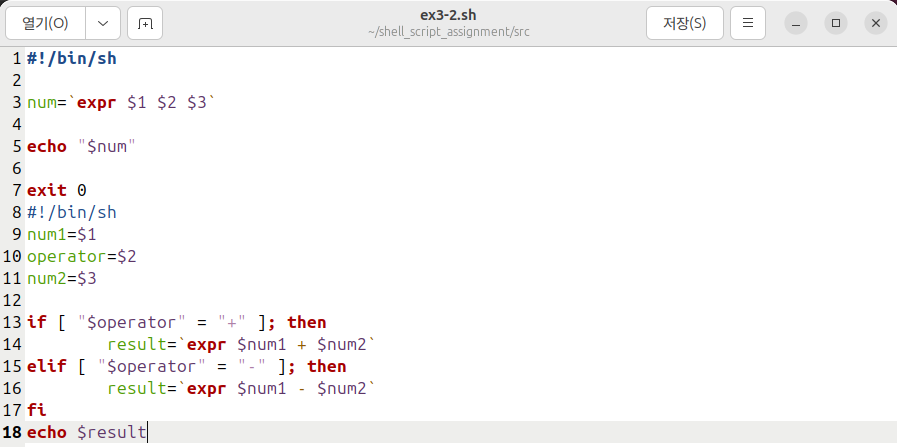 열기(O)
ex3-2.sh
~/shell_script_assignment/src
저장(S)
1 #!/bin/sh
2
3 num=`expr $1 $2 $3`
4
5 echo "$num"
6
7 exit 0
8 #!/bin/sh
9 num1=$1
10 operator=$2
11 num2=$3
12
13 if [ "$operator" = "+" ]; then
14         result=`expr $num1 + $num2`
15 elif [ "$operator" = "-" ]; then
16         result=`expr $num1 - $num2`
17 fi
18 echo $result